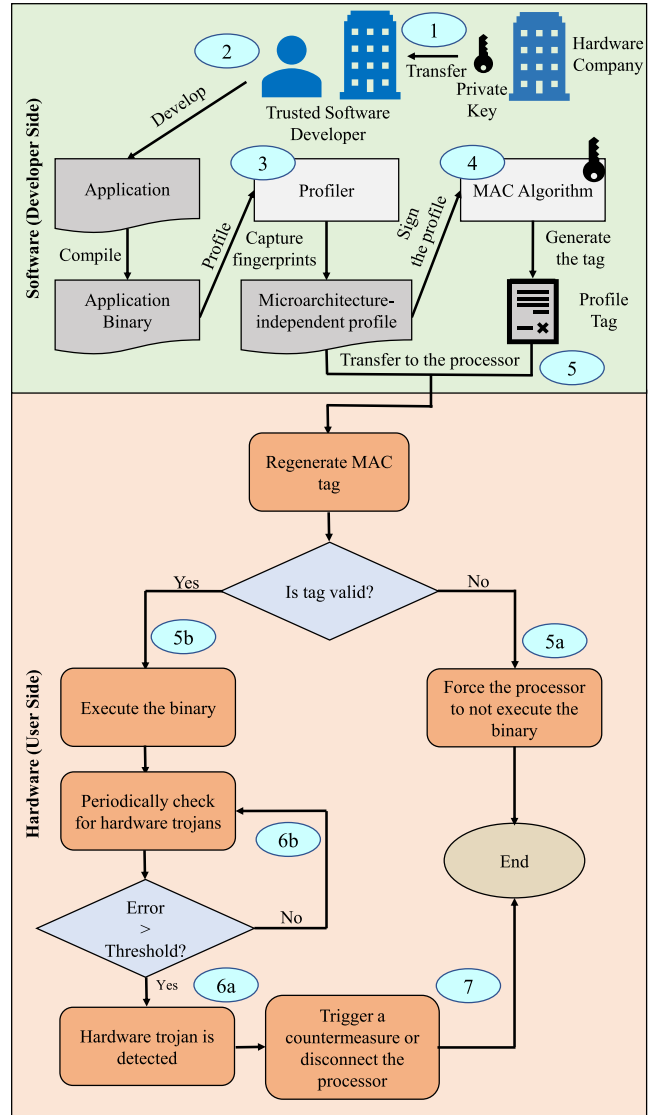 1
2
Hardware
Company
Transfer
Private
Key
Trusted Software
Developer
Develop
Software (Developer Side)
Application
3
Profiler
4
MAC Algorithm
Compile
Profile
Capture
fingerprints
Sign
the profile
Generate
the tag
Application
Binary
Microarchitecture-
independent profile
Profile
Tag
Transfer to the processor
5
Hardware (User Side)
Regenerate MAC
tag
Is tag valid?
Yes
No
5b
5a
Execute the binary
Force the processor
to not execute the
binary
Periodically check
for hardware trojans
6b
End
Error
>
Threshold?
No
Yes
6a
7
Hardware trojan is
detected
Trigger a
countermeasure or
disconnect the
processor